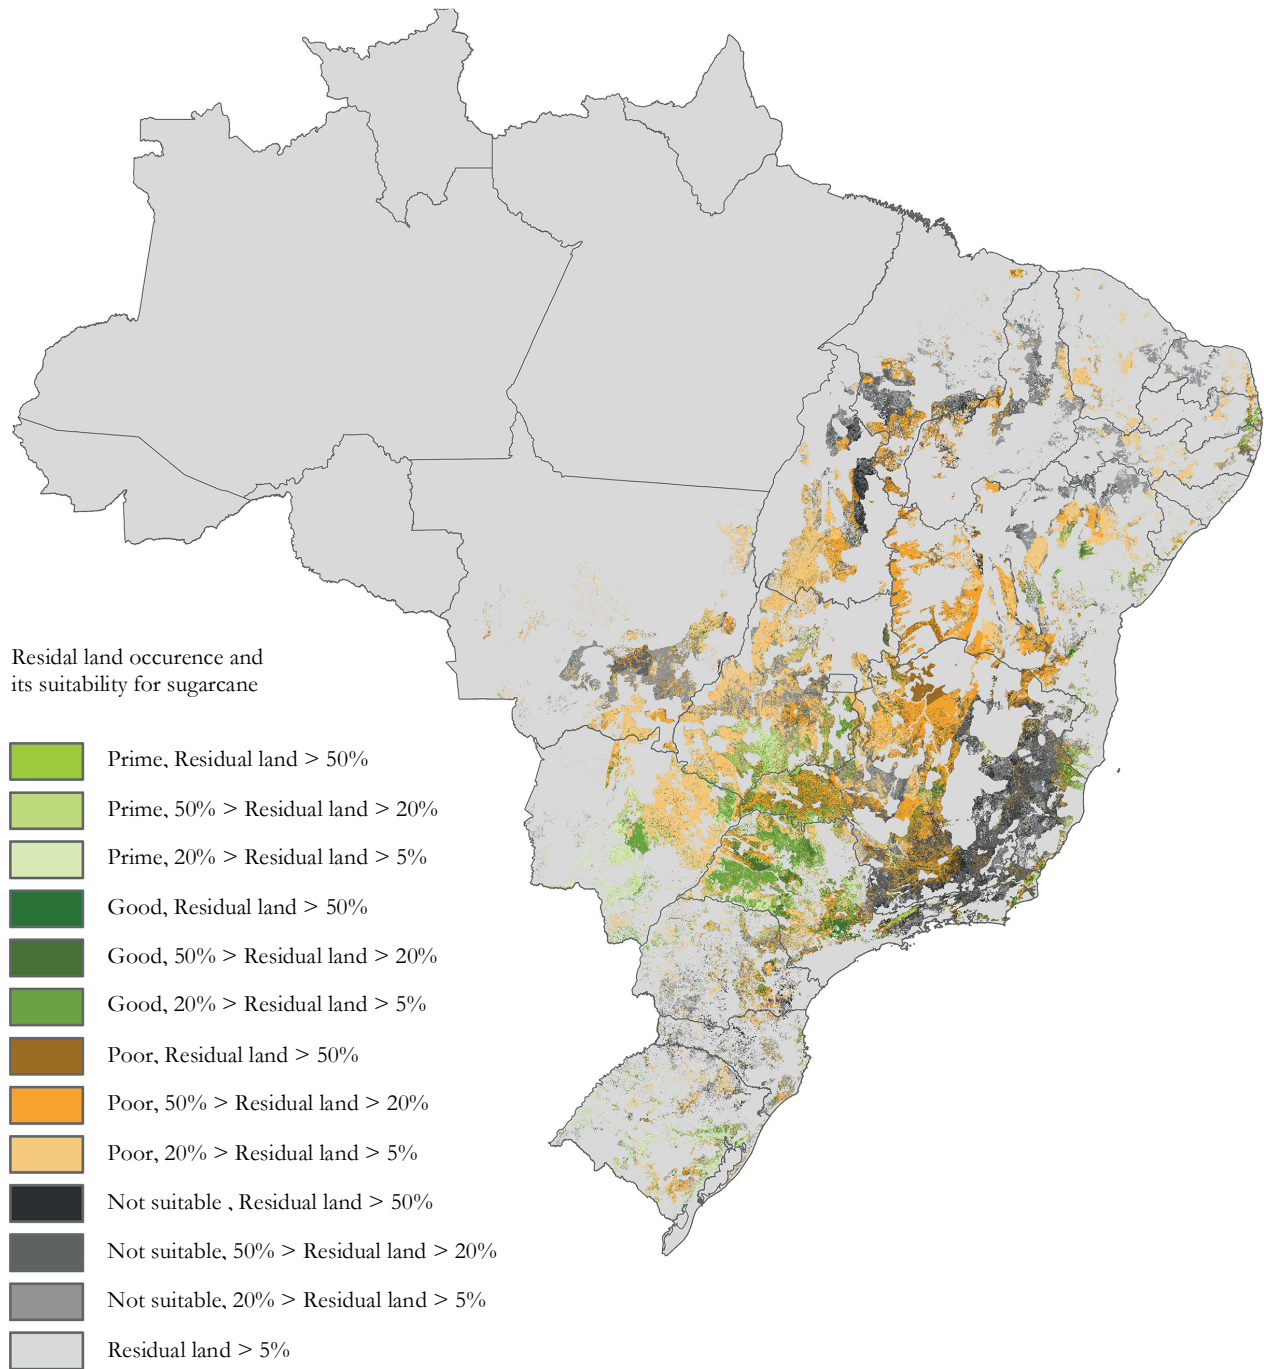 Residal land occurence and
its suitability for sugarcane
Prime, Residual land > 50%
Prime, 50% > Residual land > 20%
Prime, 20% > Residual land > 5%
Good, Residual land > 50%
Good, 50% > Residual land > 20%
Good, 20% > Residual land > 5%
Poor, Residual land > 50%
Poor, 50% > Residual land > 20%
Poor, 20% > Residual land > 5%
Not suitable , Residual land > 50%
Not suitable, 50% > Residual land > 20%
Not suitable, 20% > Residual land > 5%
Residual land > 5%